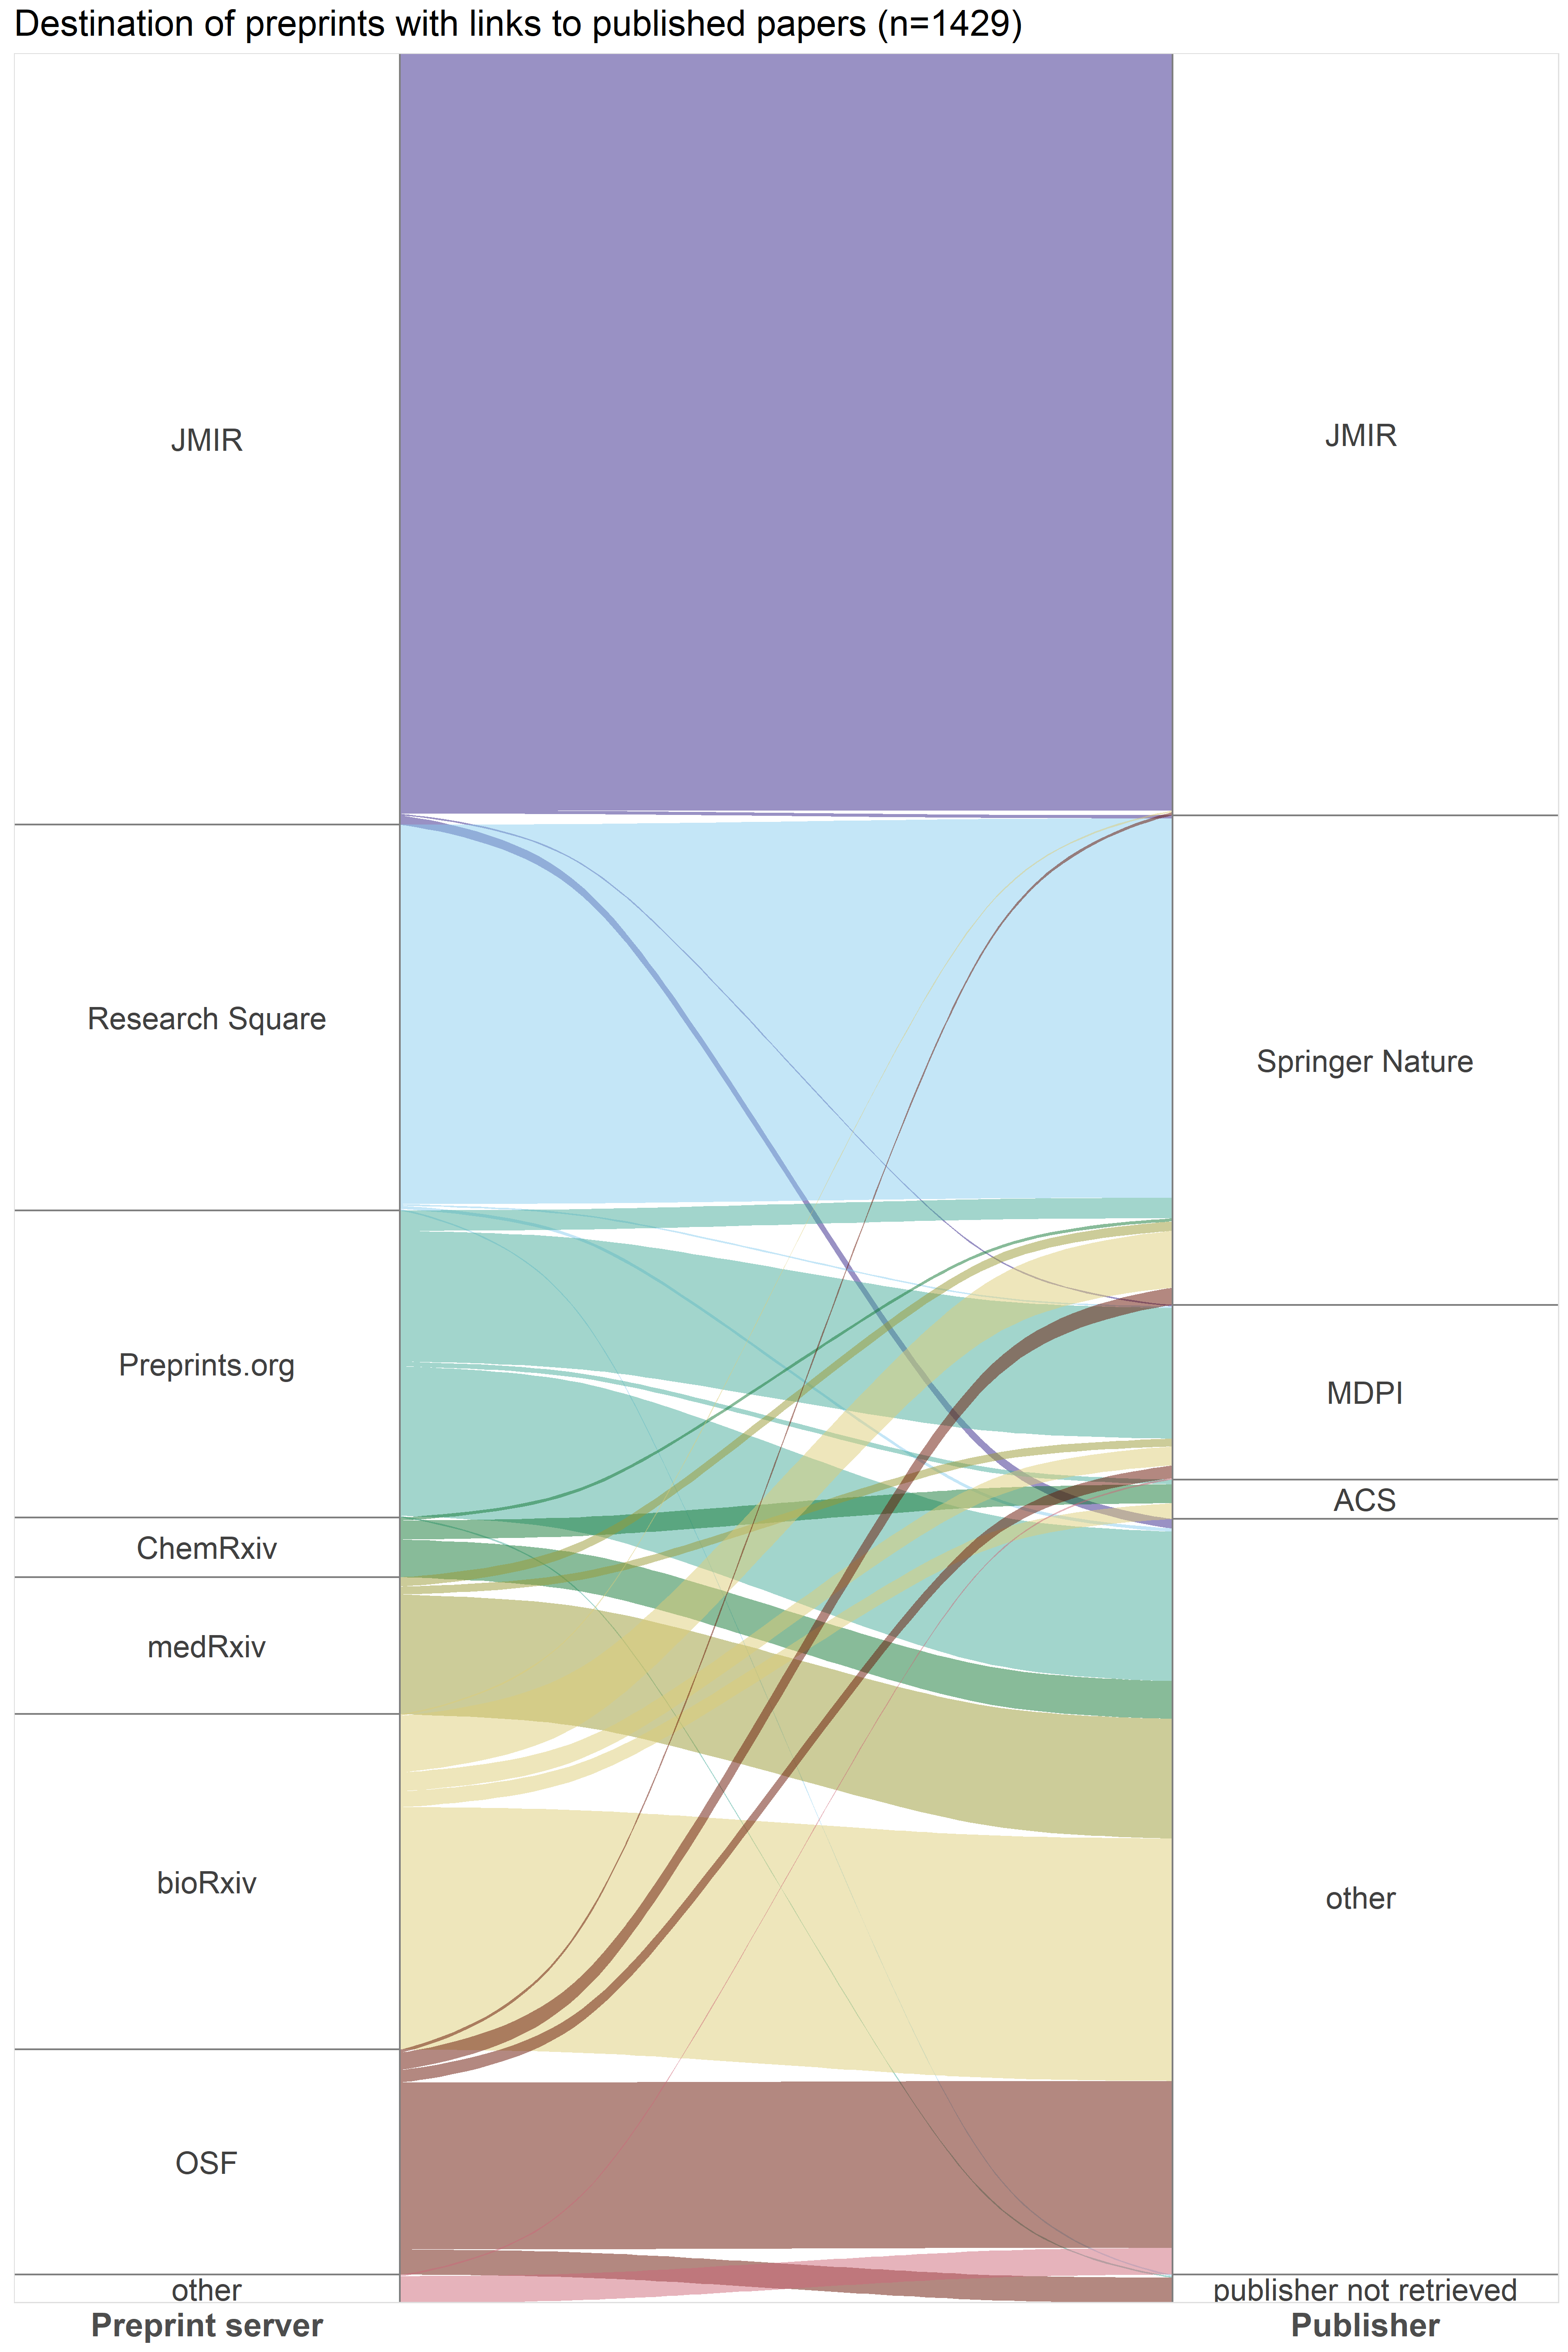 Destination of preprints with links to published papers (n=1429)
JMIR
Research Square
Preprints.org
ChemRxiv
medRxiv
bioRxiv
OSF
other
Preprint server
JMIR
Springer Nature
MDPI
ACS
other
publisher not retrieved
Publisher